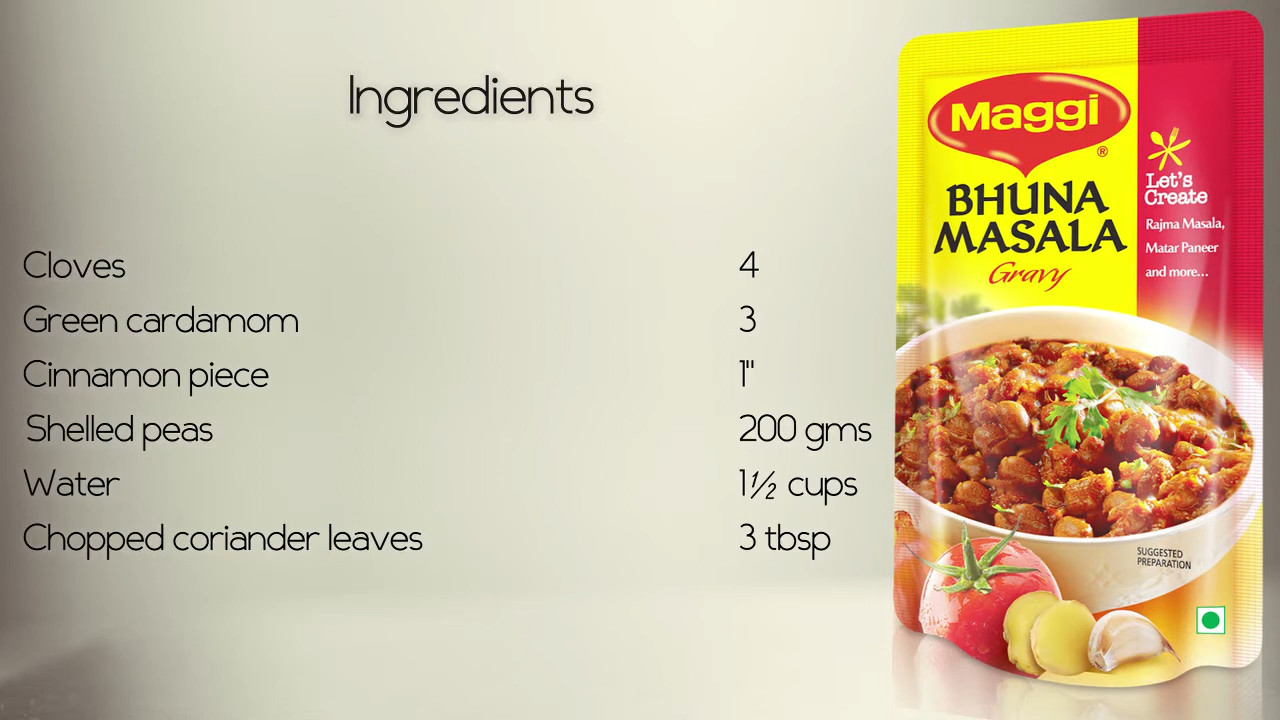 Ingredients
Cloves 4
Green cardamom 3
Cinnamon piece 1"
Shelled peas 200 gms
Water 1½ cups
Chopped coriander leaves 3 tbsp
Maggi
®
BHUNA
MASALA
Gravy
Let's
Create
Rajma Masala,
Matar Paneer
and more...
SUGGESTED
PREPARATION